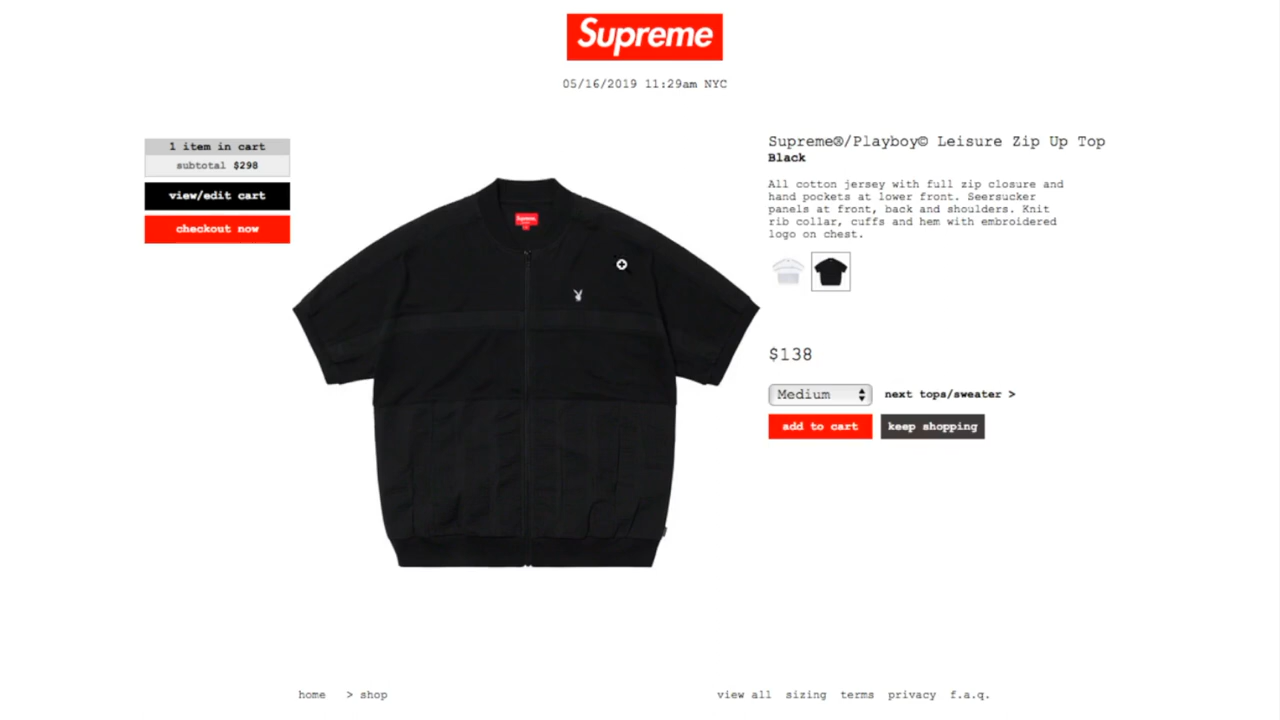 Supreme
05/16/2019 11:29am NYC
1 item in cart
subtotal $298
view/edit cart
checkout now
Supreme
Supreme®/Playboy© Leisure Zip Up Top
Black
All cotton jersey with full zip closure and
hand pockets at lower front. Seersucker
panels at front, back and shoulders. Knit
rib collar, cuffs and hem with embroidered
logo on chest.
$138
Medium
next tops/sweater >
add to cart
keep shopping
home > shop
view all sizing terms privacy f.a.q.